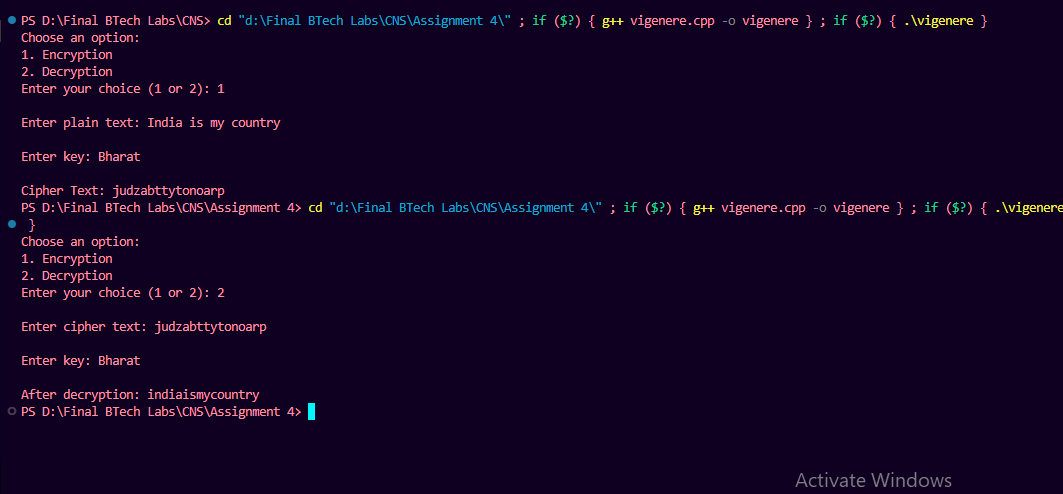 PS D:\Final BTech Labs\CNS> cd "d:\Final BTech Labs\CNS\Assignment 4\" ; if ($?) { g++ vigenere.cpp -o vigenere } ; if ($?) { .\vigenere }
Choose an option:
1. Encryption
2. Decryption
Enter your choice (1 or 2): 1
Enter plain text: India is my country
Enter key: Bharat
Cipher Text: judzabttytonoarp
PS D:\Final BTech Labs\CNS\Assignment 4> cd "d:\Final BTech Labs\CNS\Assignment 4\" ; if ($?) { g++ vigenere.cpp -o vigenere } ; if ($?) { .\vigenere
}
Choose an option:
1. Encryption
2. Decryption
Enter your choice (1 or 2): 2
Enter cipher text: judzabttytonoarp
Enter key: Bharat
After decryption: indiaismycountry
PS D:\Final BTech Labs\CNS\Assignment 4>
Activate Windows